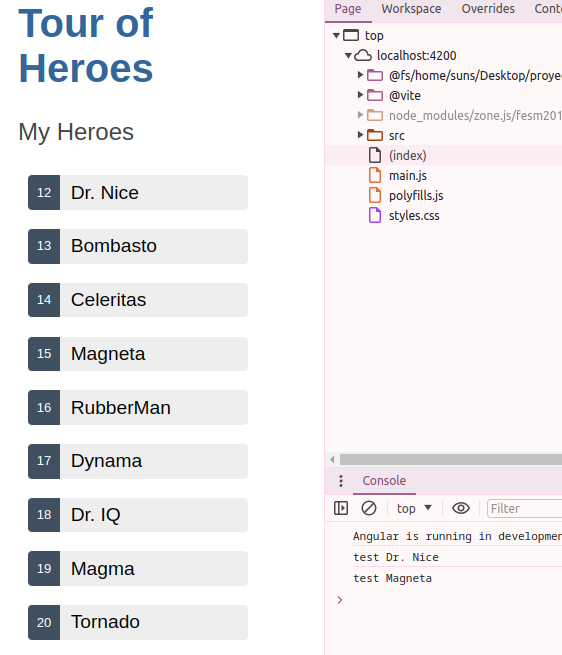 Tour of
Heroes
My Heroes
12 Dr. Nice
13 Bombasto
14 Celeritas
15 Magneta
16 RubberMan
17 Dynama
18 Dr. IQ
19 Magma
20 Tornado
Page Workspace Overrides Cont
top
localhost:4200
@fs/home/suns/Desktop/proye
@vite
node_modules/zone.js/fesm201
src
(index)
main.js
polyfills.js
styles.css
Console
top Filter
Angular is running in developmen
test Dr. Nice
test Magneta